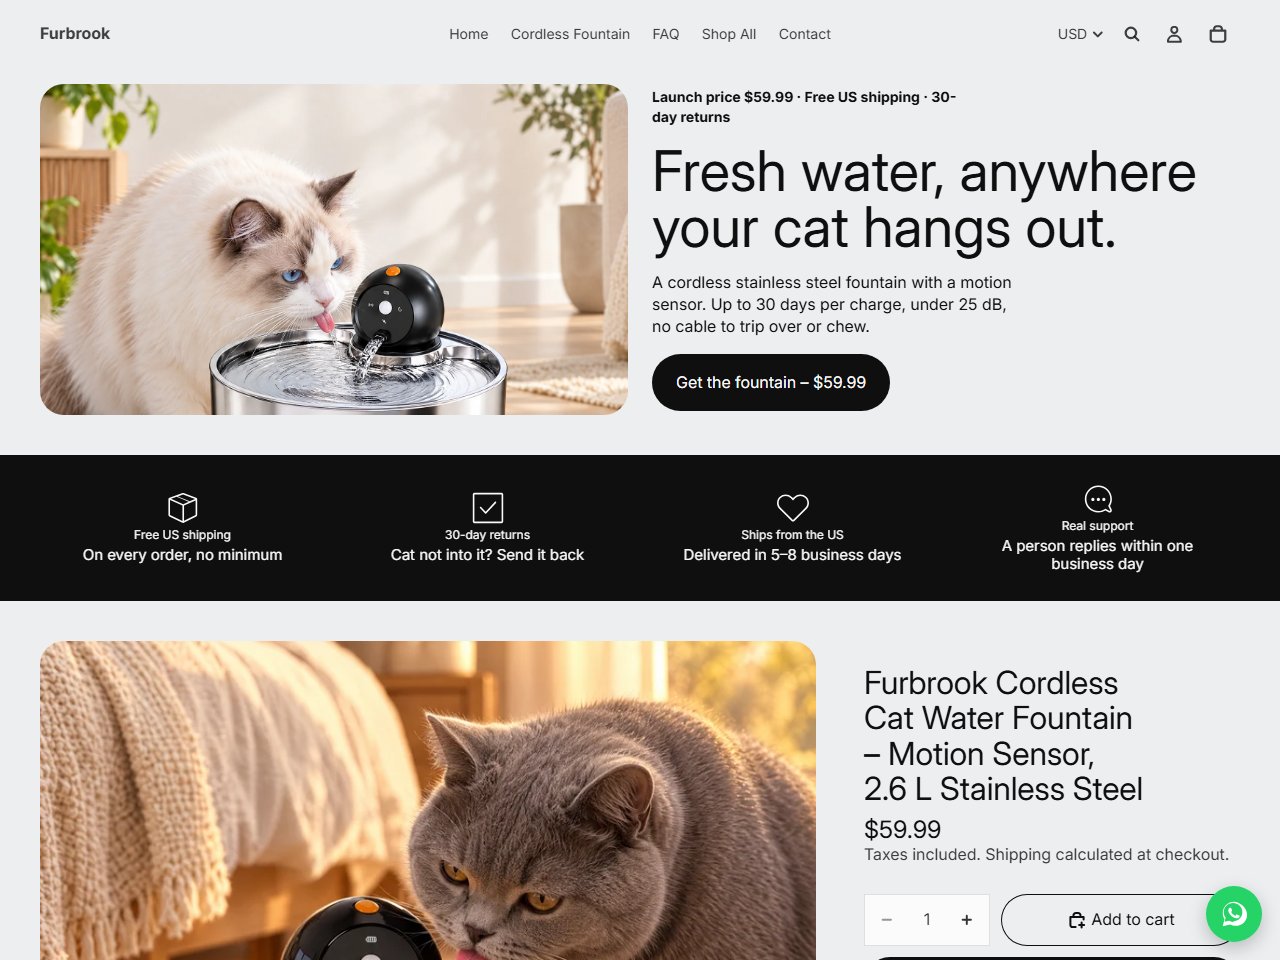 Furbrook
Home Cordless Fountain FAQ Shop All Contact
USD
Launch price $59.99 · Free US shipping · 30-
day returns
Fresh water, anywhere
your cat hangs out.
A cordless stainless steel fountain with a motion
sensor. Up to 30 days per charge, under 25 dB,
no cable to trip over or chew.
Get the fountain – $59.99
Free US shipping
On every order, no minimum
30-day returns
Cat not into it? Send it back
Ships from the US
Delivered in 5–8 business days
Real support
A person replies within one
business day
Furbrook Cordless
Cat Water Fountain
– Motion Sensor,
2.6 L Stainless Steel
$59.99
Taxes included. Shipping calculated at checkout.
− 1 +
Add to cart